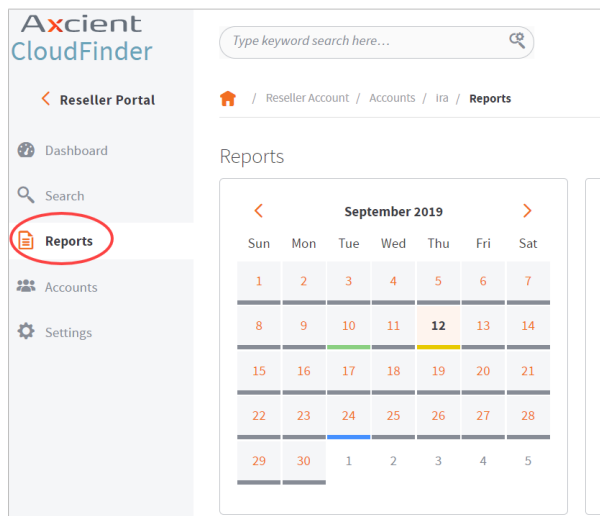 Axcient
CloudFinder
Type keyword search here...
Reseller Portal
/ Reseller Account / Accounts / ira / Reports
Dashboard
Reports
Search
Reports
Accounts
Settings
September 2019
Sun Mon Tue Wed Thu Fri Sat
1 2 3 4 5 6 7
8 9 10 11 12 13 14
15 16 17 18 19 20 21
22 23 24 25 26 27 28
29 30 1 2 3 4 5